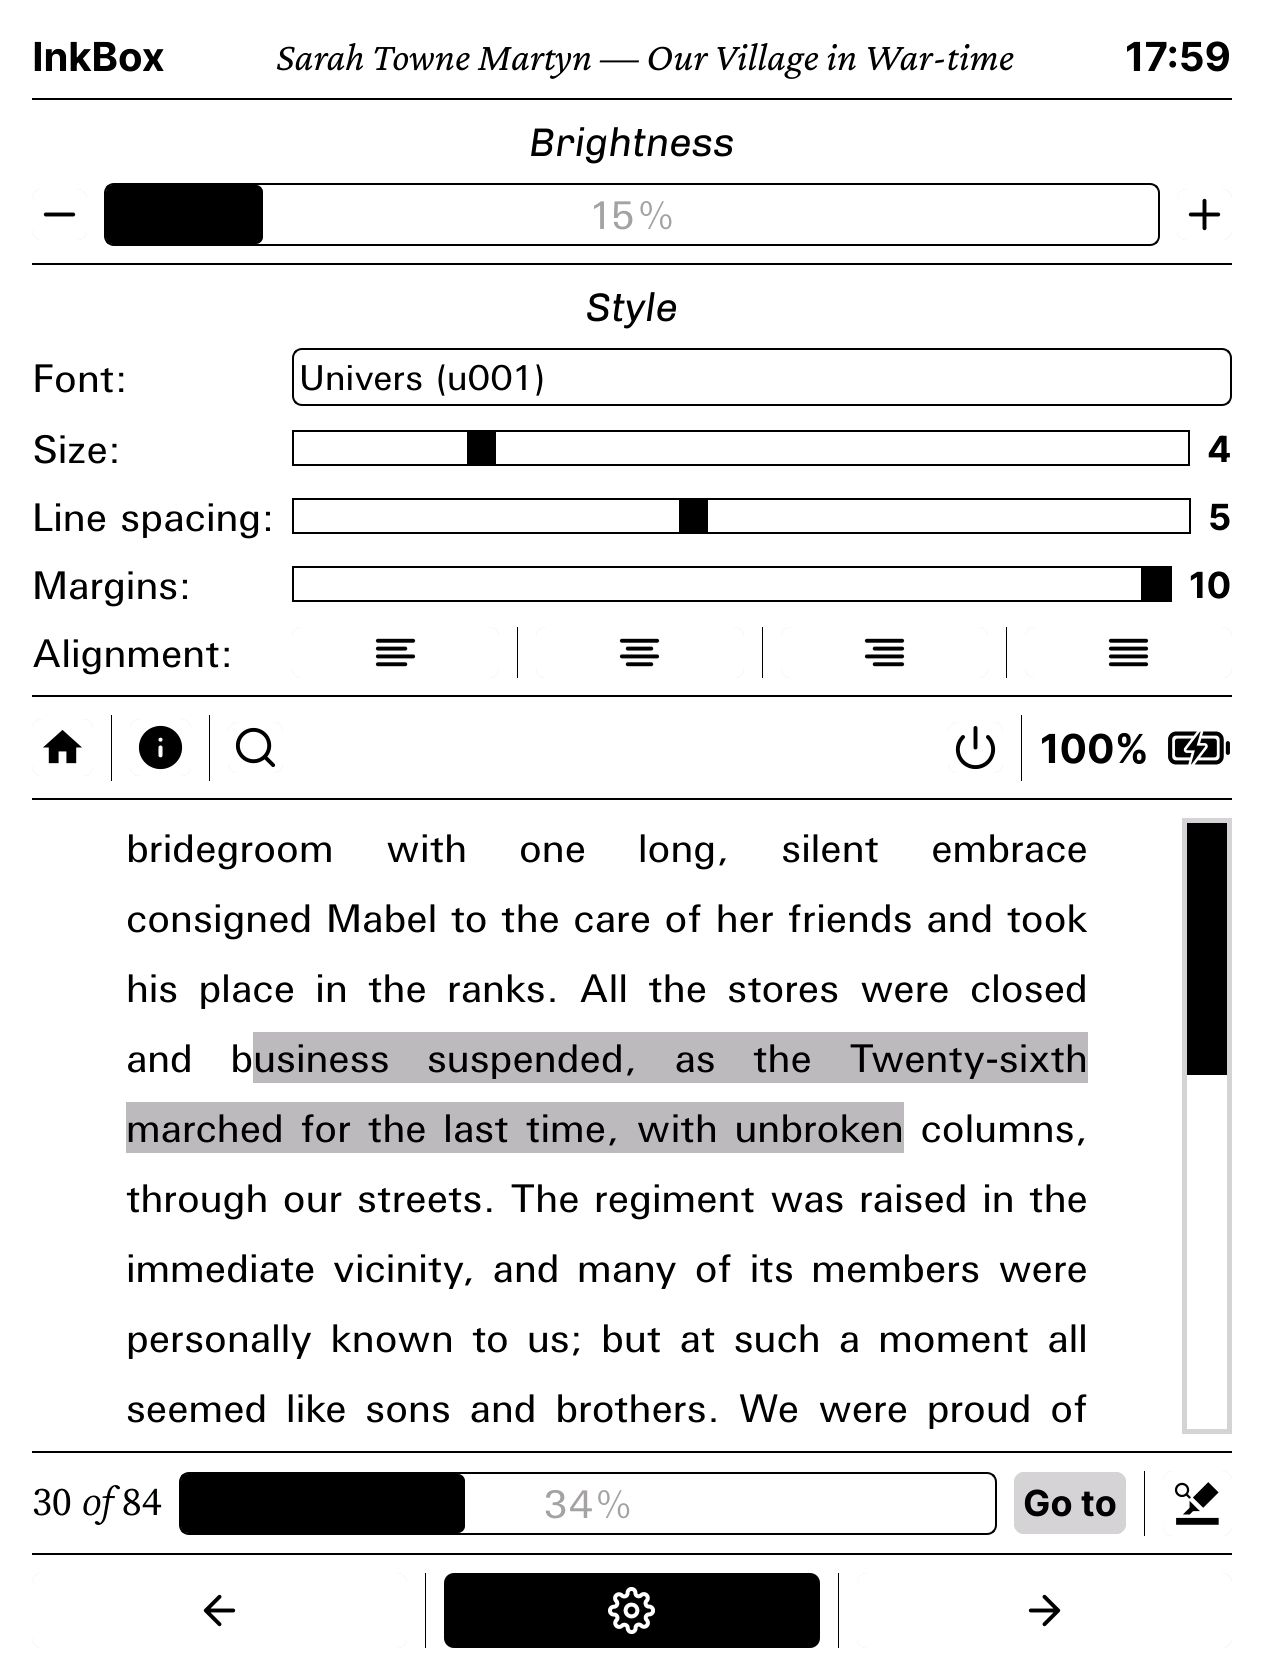 InkBox Sarah Towne Martyn — Our Village in War-time 17:59
Brightness
15%
Style
Font: Univers (u001)
Size: 4
Line spacing: 5
Margins: 10
Alignment:
100%
bridegroom with one long, silent embrace
consigned Mabel to the care of her friends and took
his place in the ranks. All the stores were closed
and business suspended, as the Twenty-sixth
marched for the last time, with unbroken columns,
through our streets. The regiment was raised in the
immediate vicinity, and many of its members were
personally known to us; but at such a moment all
seemed like sons and brothers. We were proud of
30 of 84 34% Go to